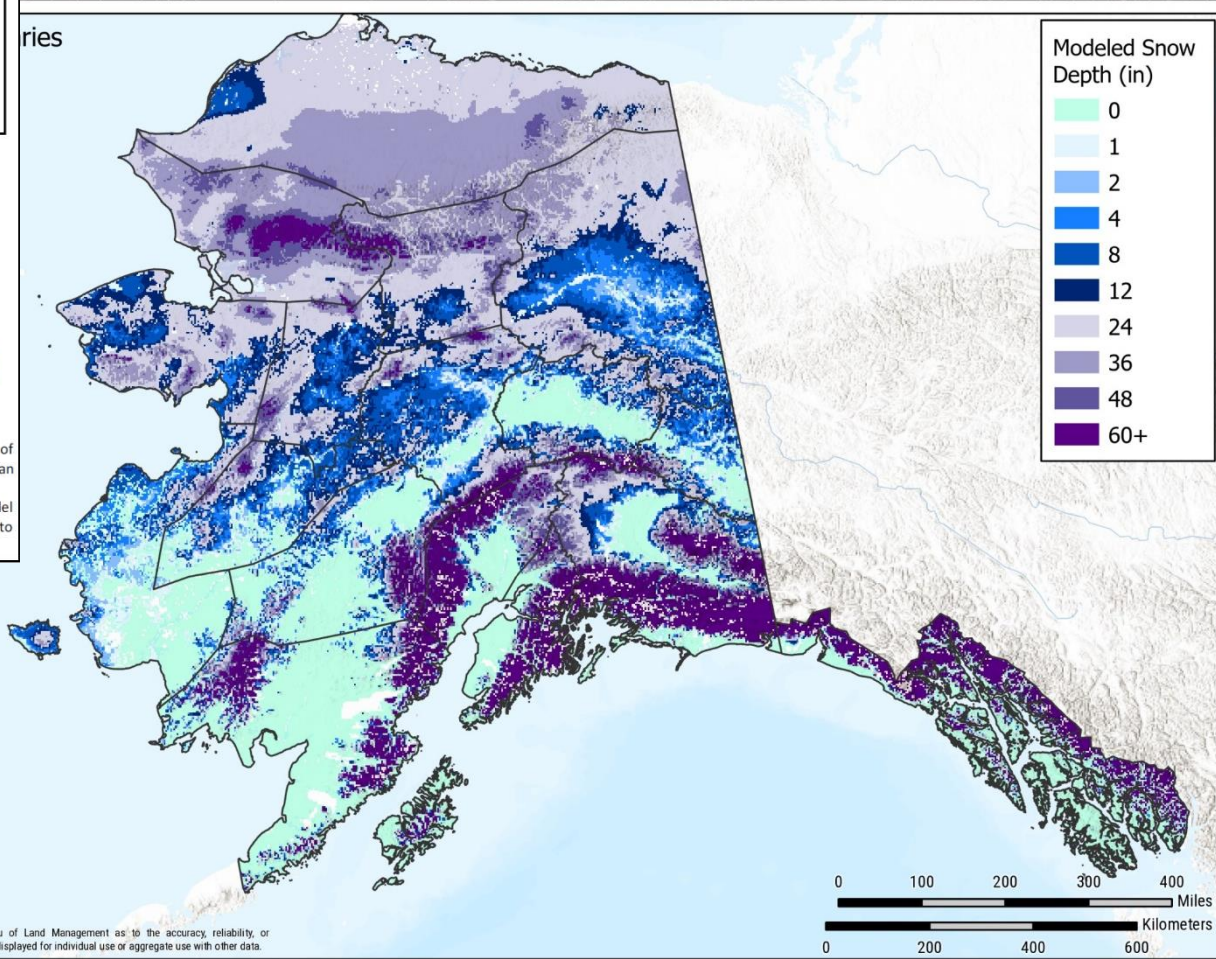 ries
Modeled Snow
Depth (in)
0
1
2
4
8
12
24
36
48
60+
of
an
el
to
0 100 200 300 400
Miles
Kilometers
0 200 400 600
u of Land Management as to the accuracy, reliability, or
isplayed for individual use or aggregate use with other data.